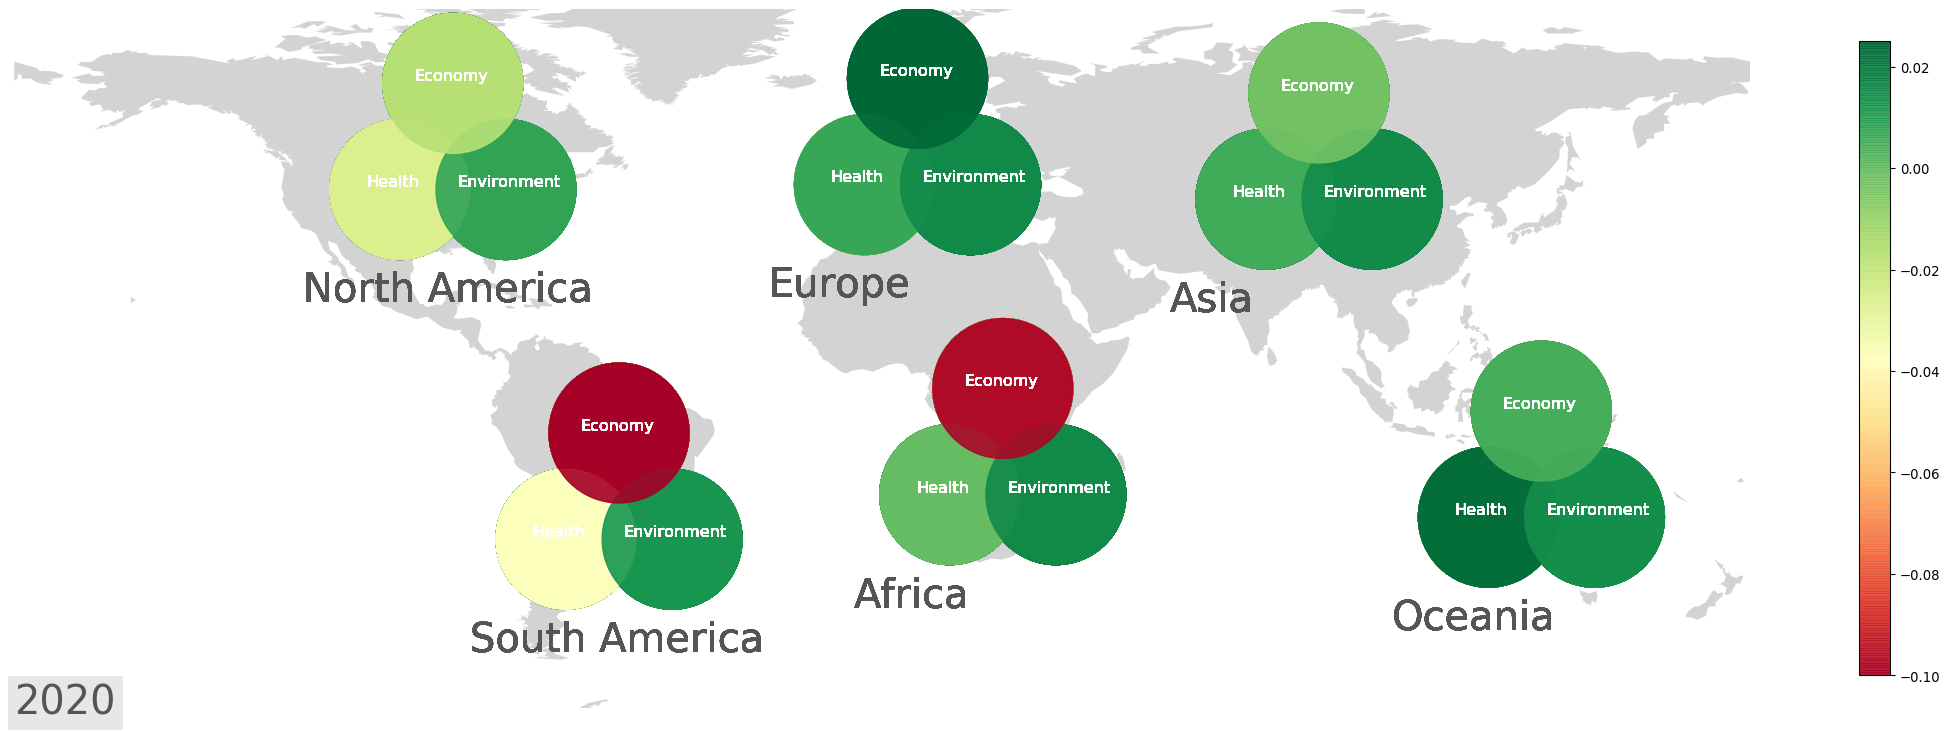 Economy
Health
Environment
North America
Economy
Health
Environment
Europe
Economy
Health
Environment
Asia
Economy
Health
Environment
South America
Economy
Health
Environment
Africa
Economy
Health
Environment
Oceania
2020
0.02
0.00
−0.02
−0.04
−0.06
−0.08
−0.10